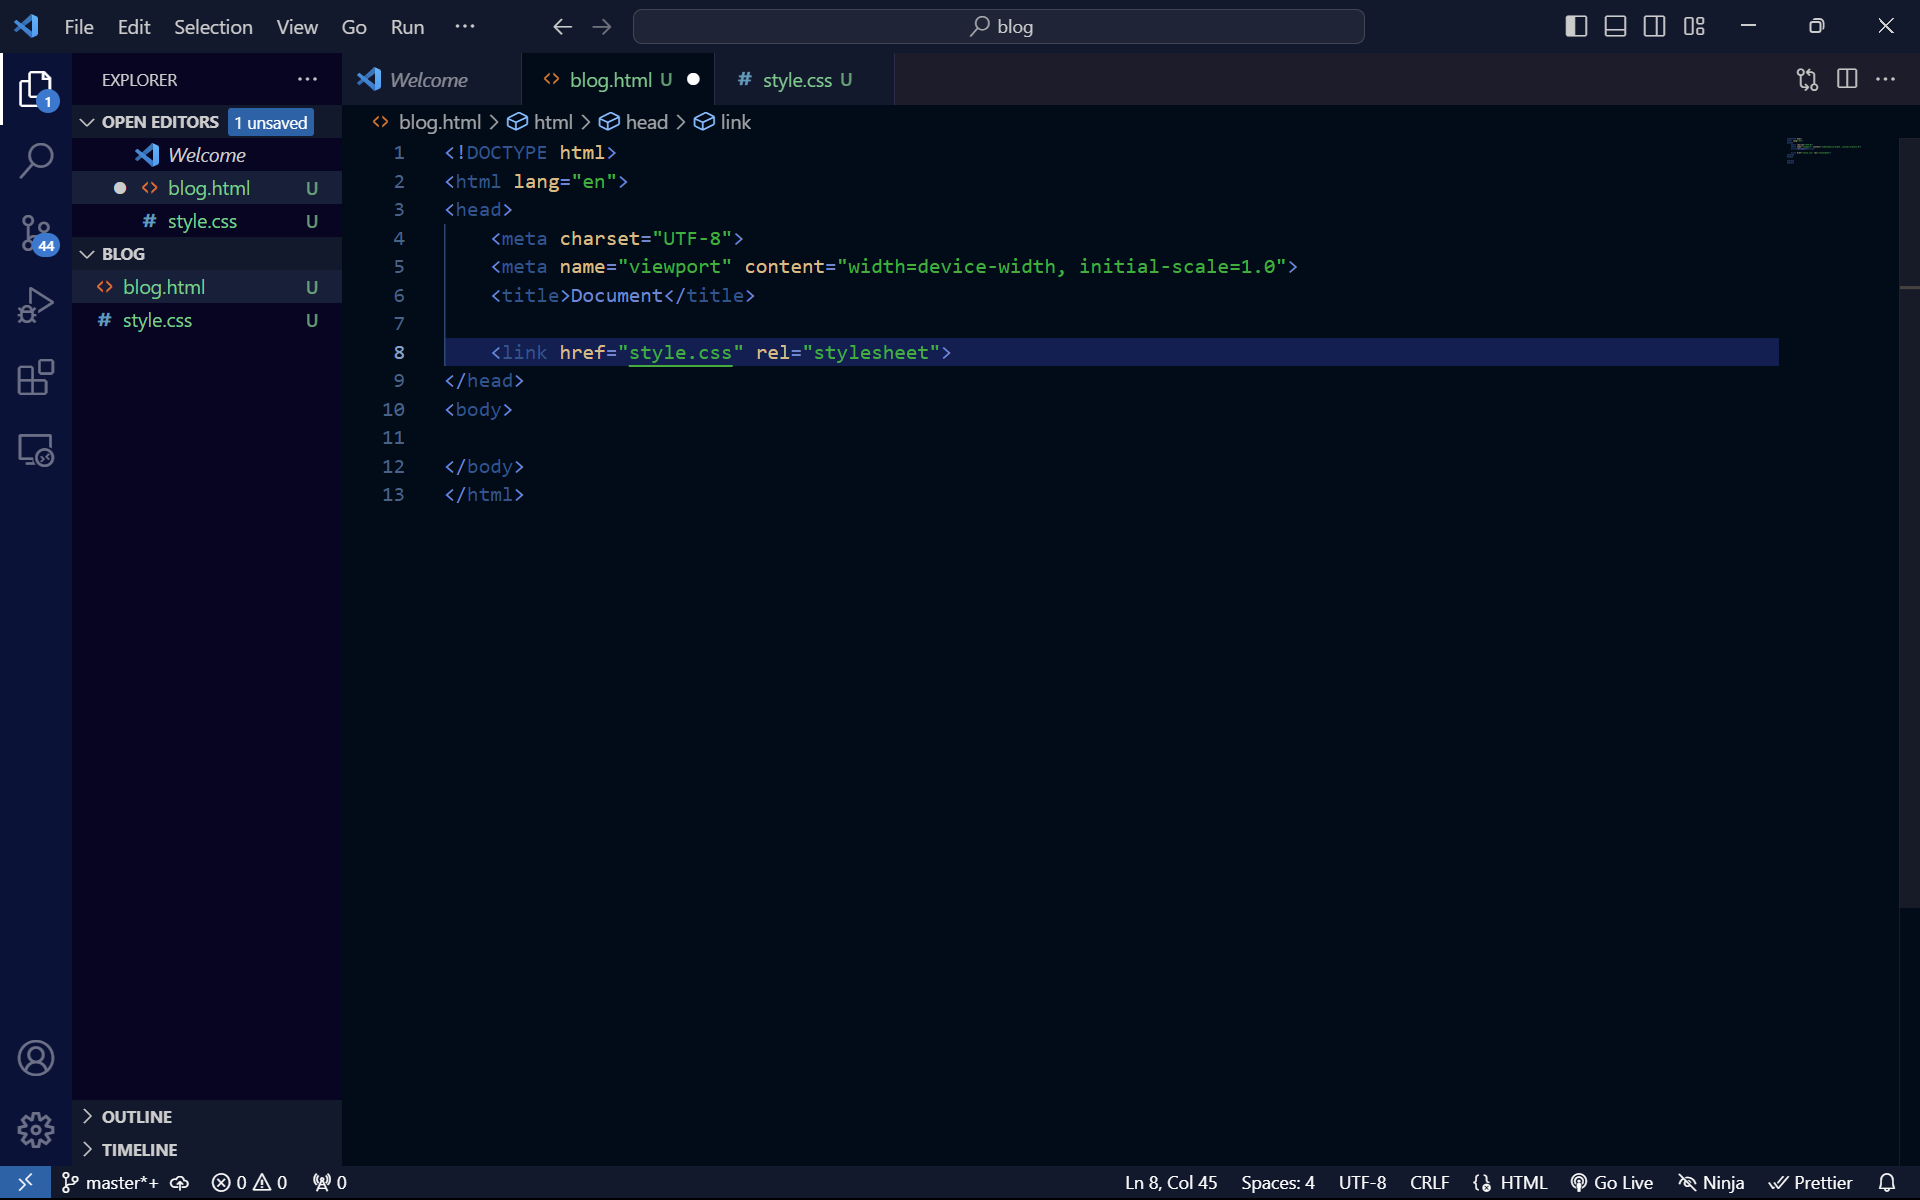 File Edit Selection View Go Run ··· blog
EXPLORER ···
Welcome blog.html U style.css U
OPEN EDITORS 1 unsaved
Welcome
blog.html U
style.css U
BLOG
blog.html U
style.css U
1
44
blog.html > html > head > link
1 <!DOCTYPE html>
2 <html lang="en">
3 <head>
4 <meta charset="UTF-8">
5 <meta name="viewport" content="width=device-width, initial-scale=1.0">
6 <title>Document</title>
7
8 <link href="style.css" rel="stylesheet">
9 </head>
10 <body>
11
12 </body>
13 </html>
OUTLINE
TIMELINE
master*+ 0 0 0 Ln 8, Col 45 Spaces: 4 UTF-8 CRLF {} HTML Go Live Ninja Prettier